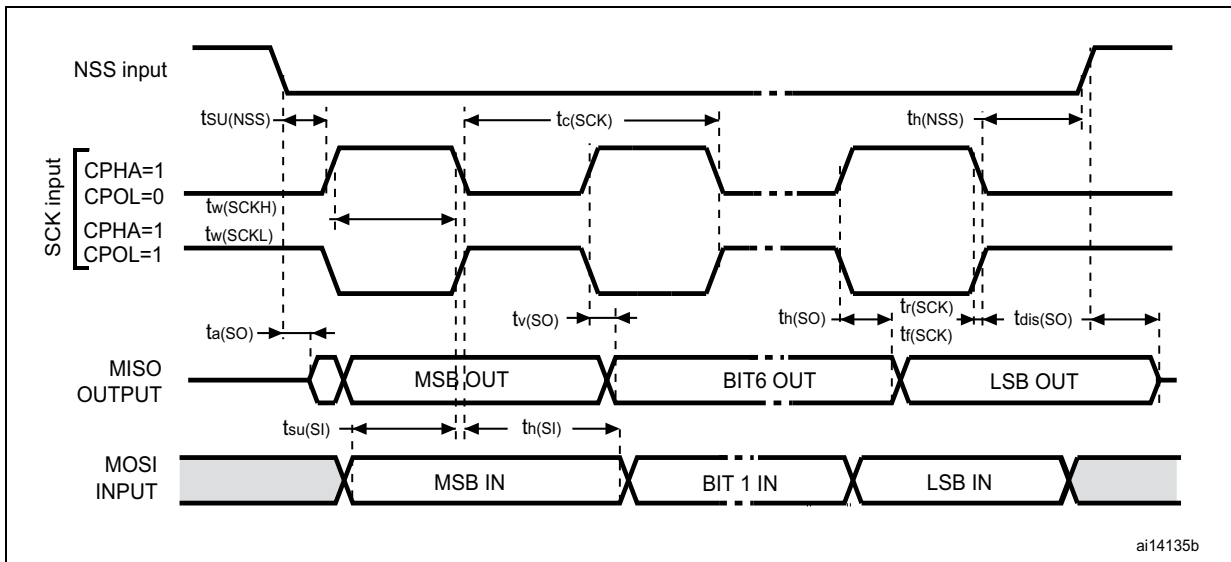 NSS input
tSU(NSS)
tc(SCK)
th(NSS)
SCK input
CPHA=1
CPOL=0
tw(SCKH)
CPHA=1
tw(SCKL)
CPOL=1
ta(SO)
tv(SO)
th(SO)
tr(SCK)
tf(SCK)
tdis(SO)
MISO
OUTPUT
MSB OUT
BIT6 OUT
LSB OUT
tsu(SI)
th(SI)
MOSI
INPUT
MSB IN
BIT 1 IN
LSB IN
ai14135b